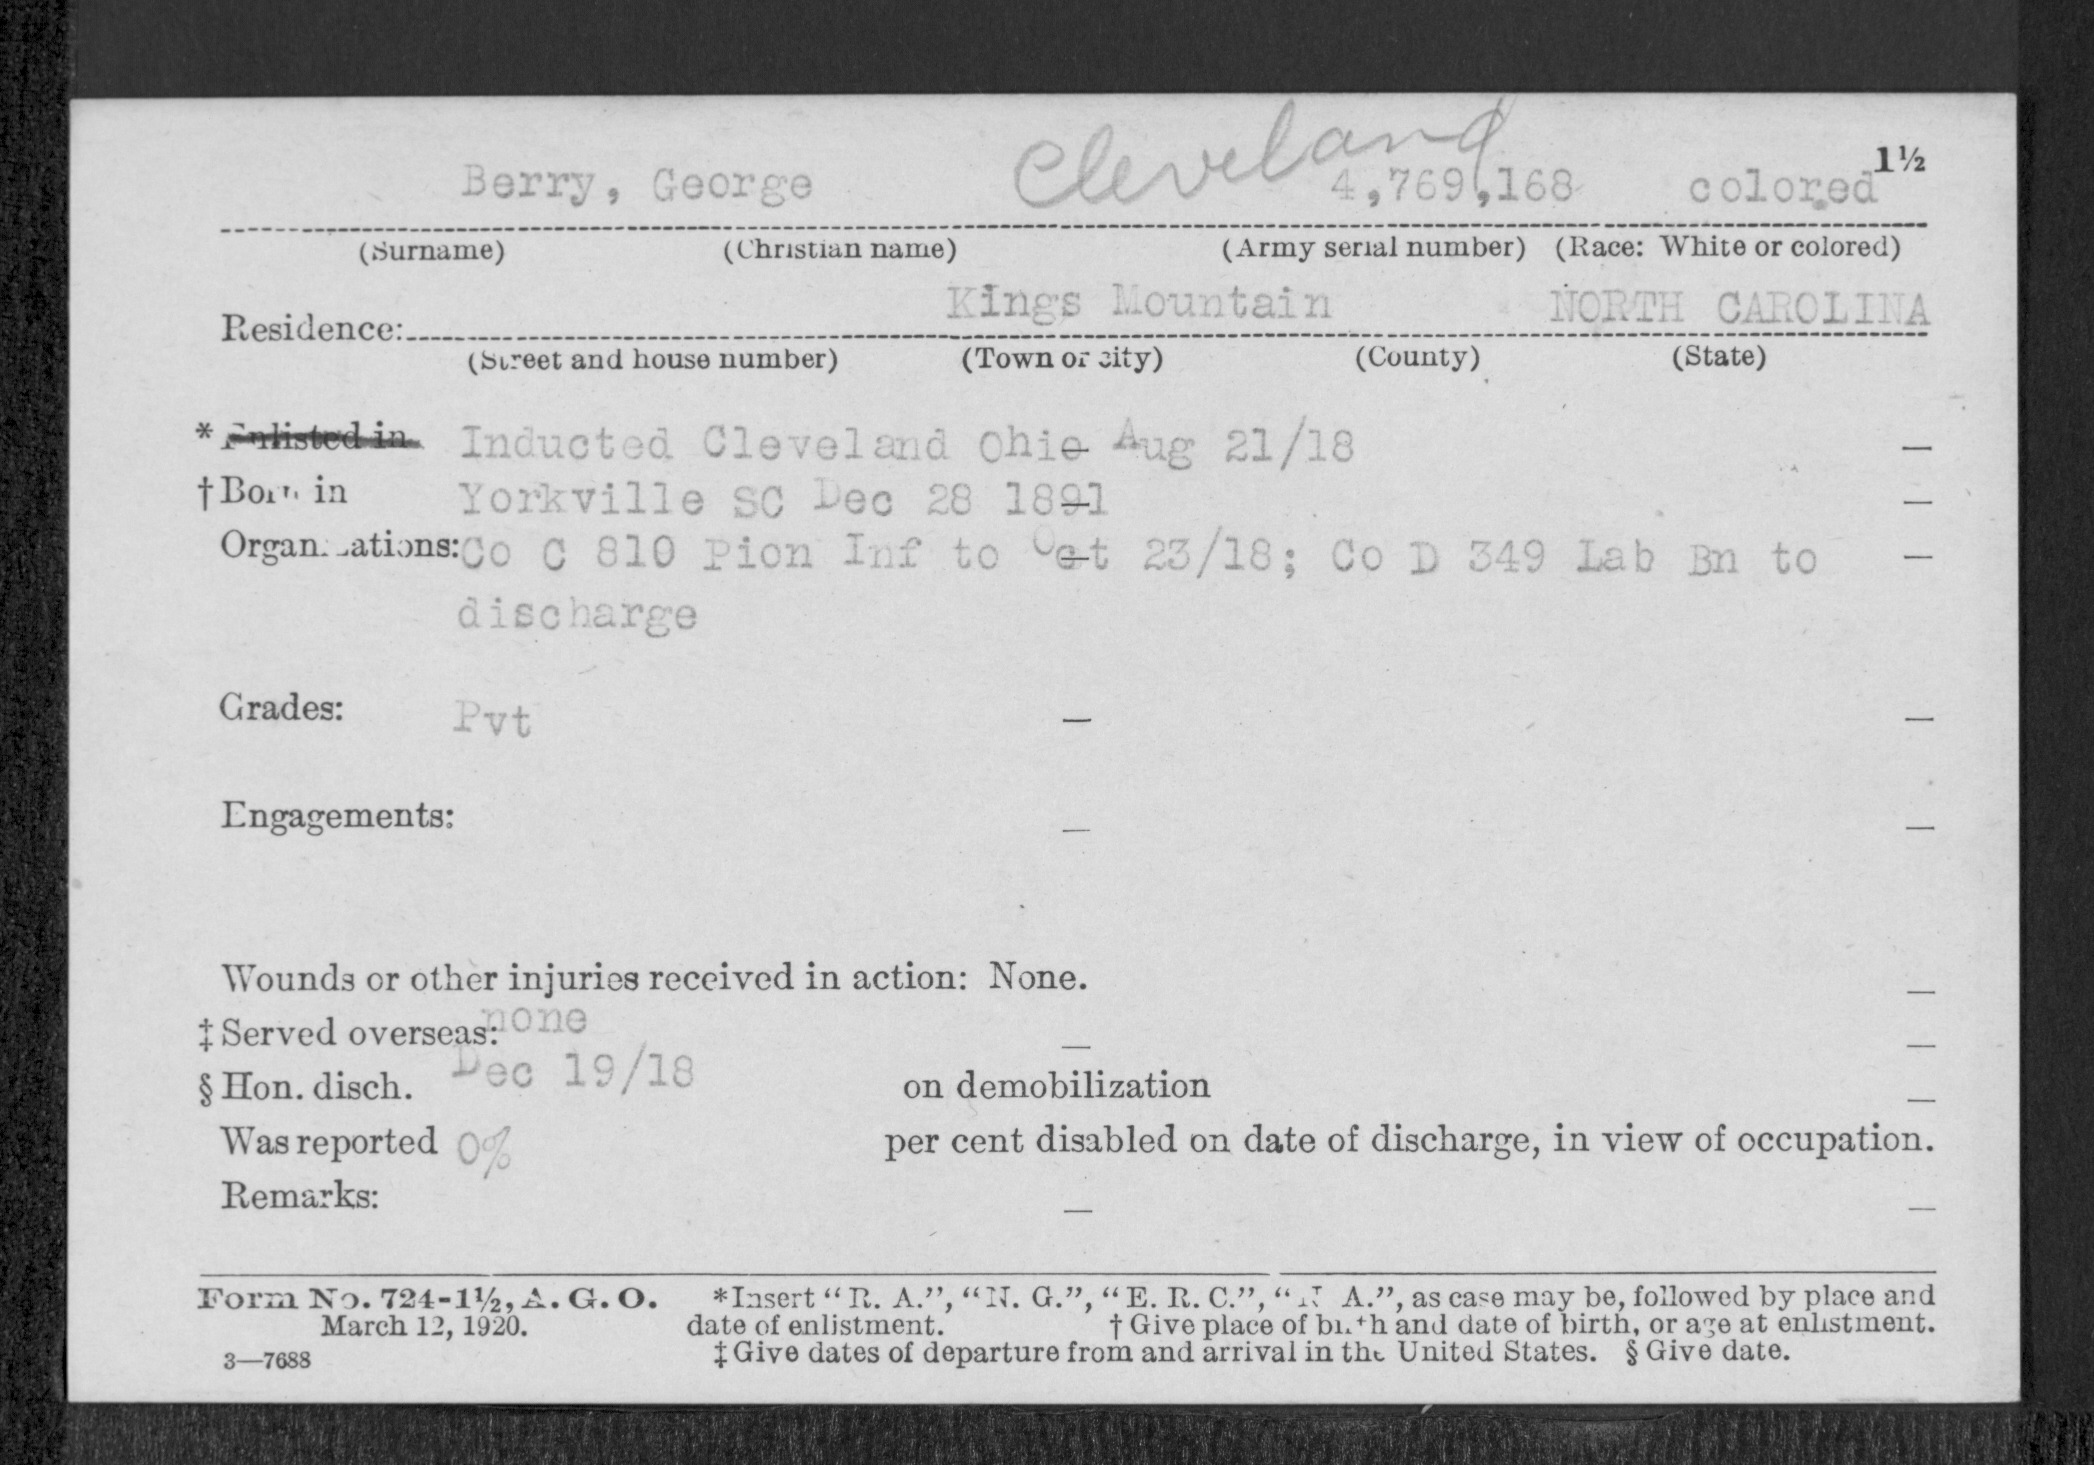 Cleveland
1½
Berry, George 4,769,168 colored
(Surname) (Christian name) (Army serial number) (Race: White or colored)
Kings Mountain NORTH CAROLINA
Residence:
(Street and house number) (Town or city) (County) (State)
* Enlisted in Inducted Cleveland Ohio Aug 21/18 —
† Born in Yorkville SC Dec 28 1891 —
Organizations: Co C 810 Pion Inf to Oct 23/18; Co D 349 Lab Bn to —
discharge
Grades: Pvt — —
Engagements: — —
Wounds or other injuries received in action: None. —
‡ Served overseas: none — —
§ Hon. disch. Dec 19/18 on demobilization —
Was reported 0% per cent disabled on date of discharge, in view of occupation.
Remarks: — —
Form No. 724-1½, A. G. O. *Insert "R. A.", "N. G.", "E. R. C.", "N A.", as case may be, followed by place and
March 12, 1920. date of enlistment. † Give place of birth and date of birth, or age at enlistment.
3—7688 ‡ Give dates of departure from and arrival in the United States. § Give date.